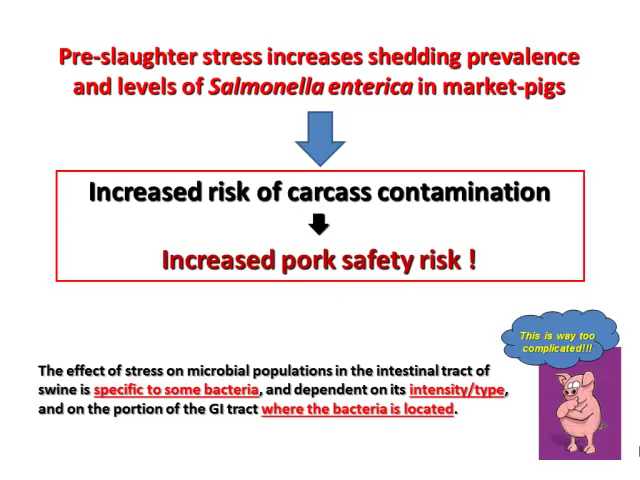 Pre-slaughter stress increases shedding prevalence
and levels of Salmonella enterica in market-pigs
Increased risk of carcass contamination
Increased pork safety risk !
This is way too
complicated!!!
The effect of stress on microbial populations in the intestinal tract of
swine is specific to some bacteria, and dependent on its intensity/type,
and on the portion of the GI tract where the bacteria is located.